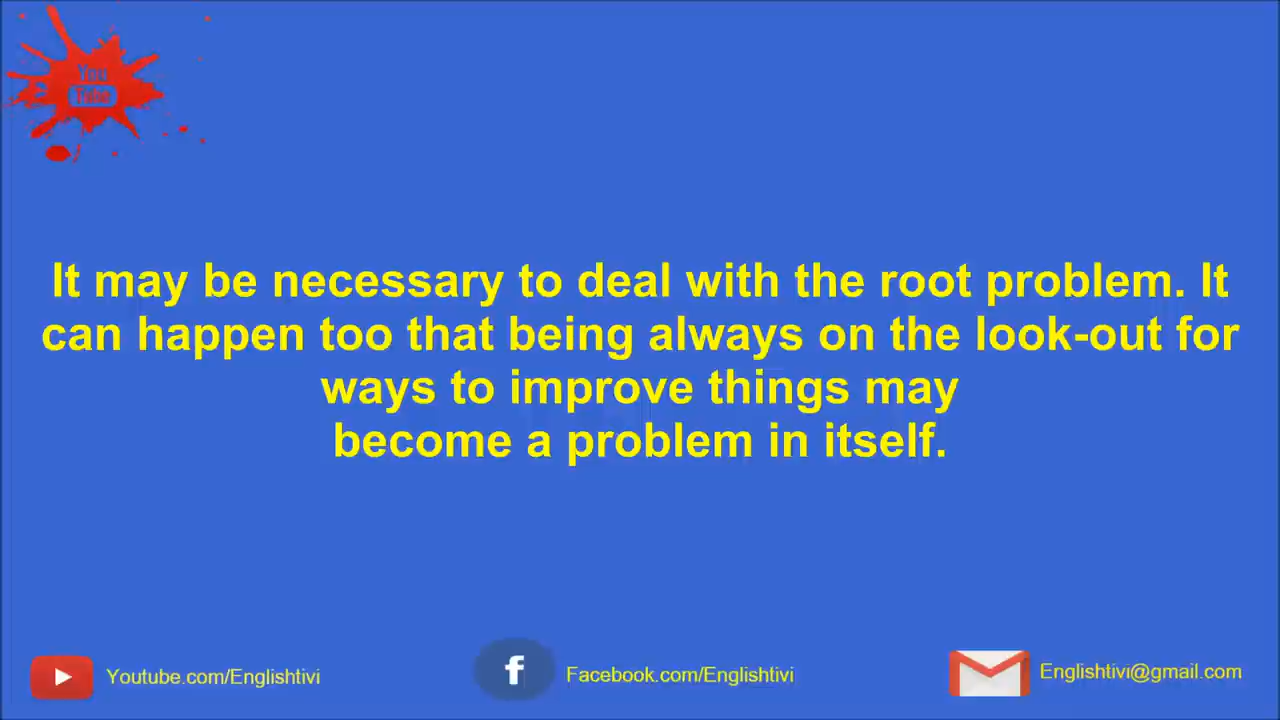 You
Tube
It may be necessary to deal with the root problem. It
can happen too that being always on the look-out for
ways to improve things may
become a problem in itself.
Youtube.com/Englishtivi
f
Facebook.com/Englishtivi
Englishtivi@gmail.com